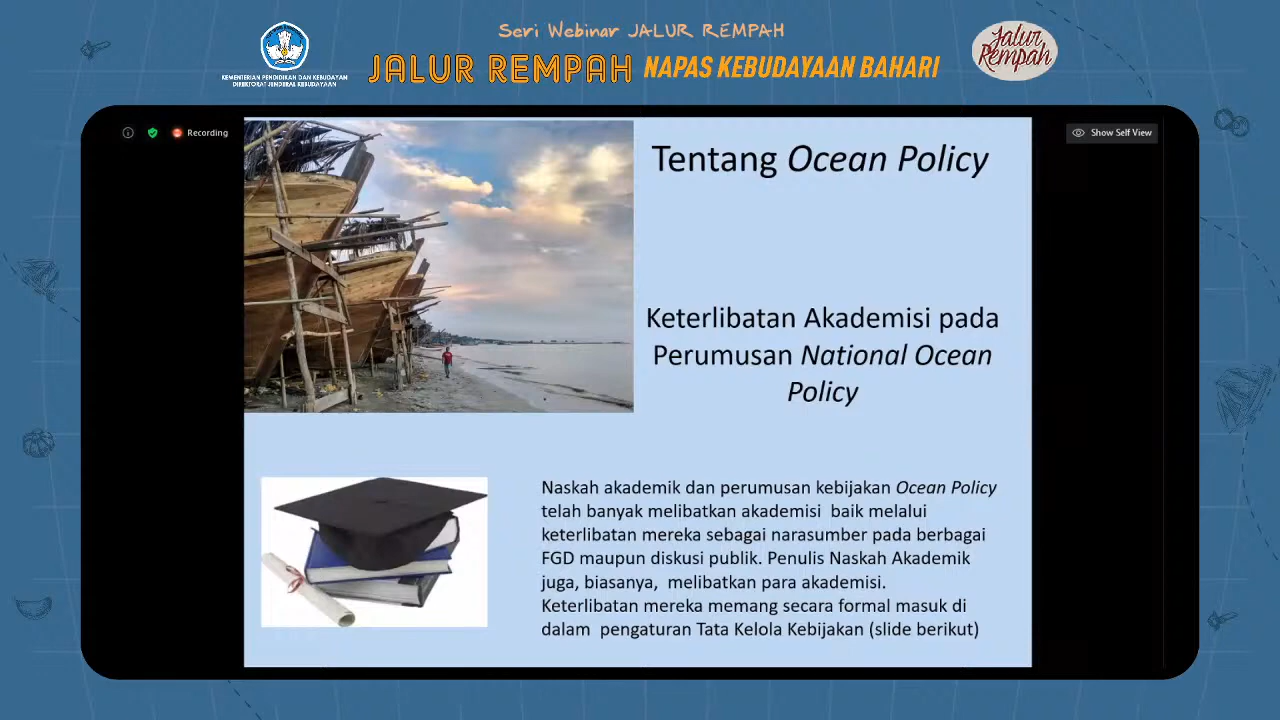 Seri Webinar JALUR REMPAH
JALUR REMPAH NAPAS KEBUDAYAAN BAHARI
KEMENTERIAN PENDIDIKAN DAN KEBUDAYAAN
DIREKTORAT JENDERAL KEBUDAYAAN
Jalur
Rempah
Recording
Show Self View
Tentang Ocean Policy
Keterlibatan Akademisi pada
Perumusan National Ocean
Policy
Naskah akademik dan perumusan kebijakan Ocean Policy
telah banyak melibatkan akademisi baik melalui
keterlibatan mereka sebagai narasumber pada berbagai
FGD maupun diskusi publik. Penulis Naskah Akademik
juga, biasanya, melibatkan para akademisi.
Keterlibatan mereka memang secara formal masuk di
dalam pengaturan Tata Kelola Kebijakan (slide berikut)